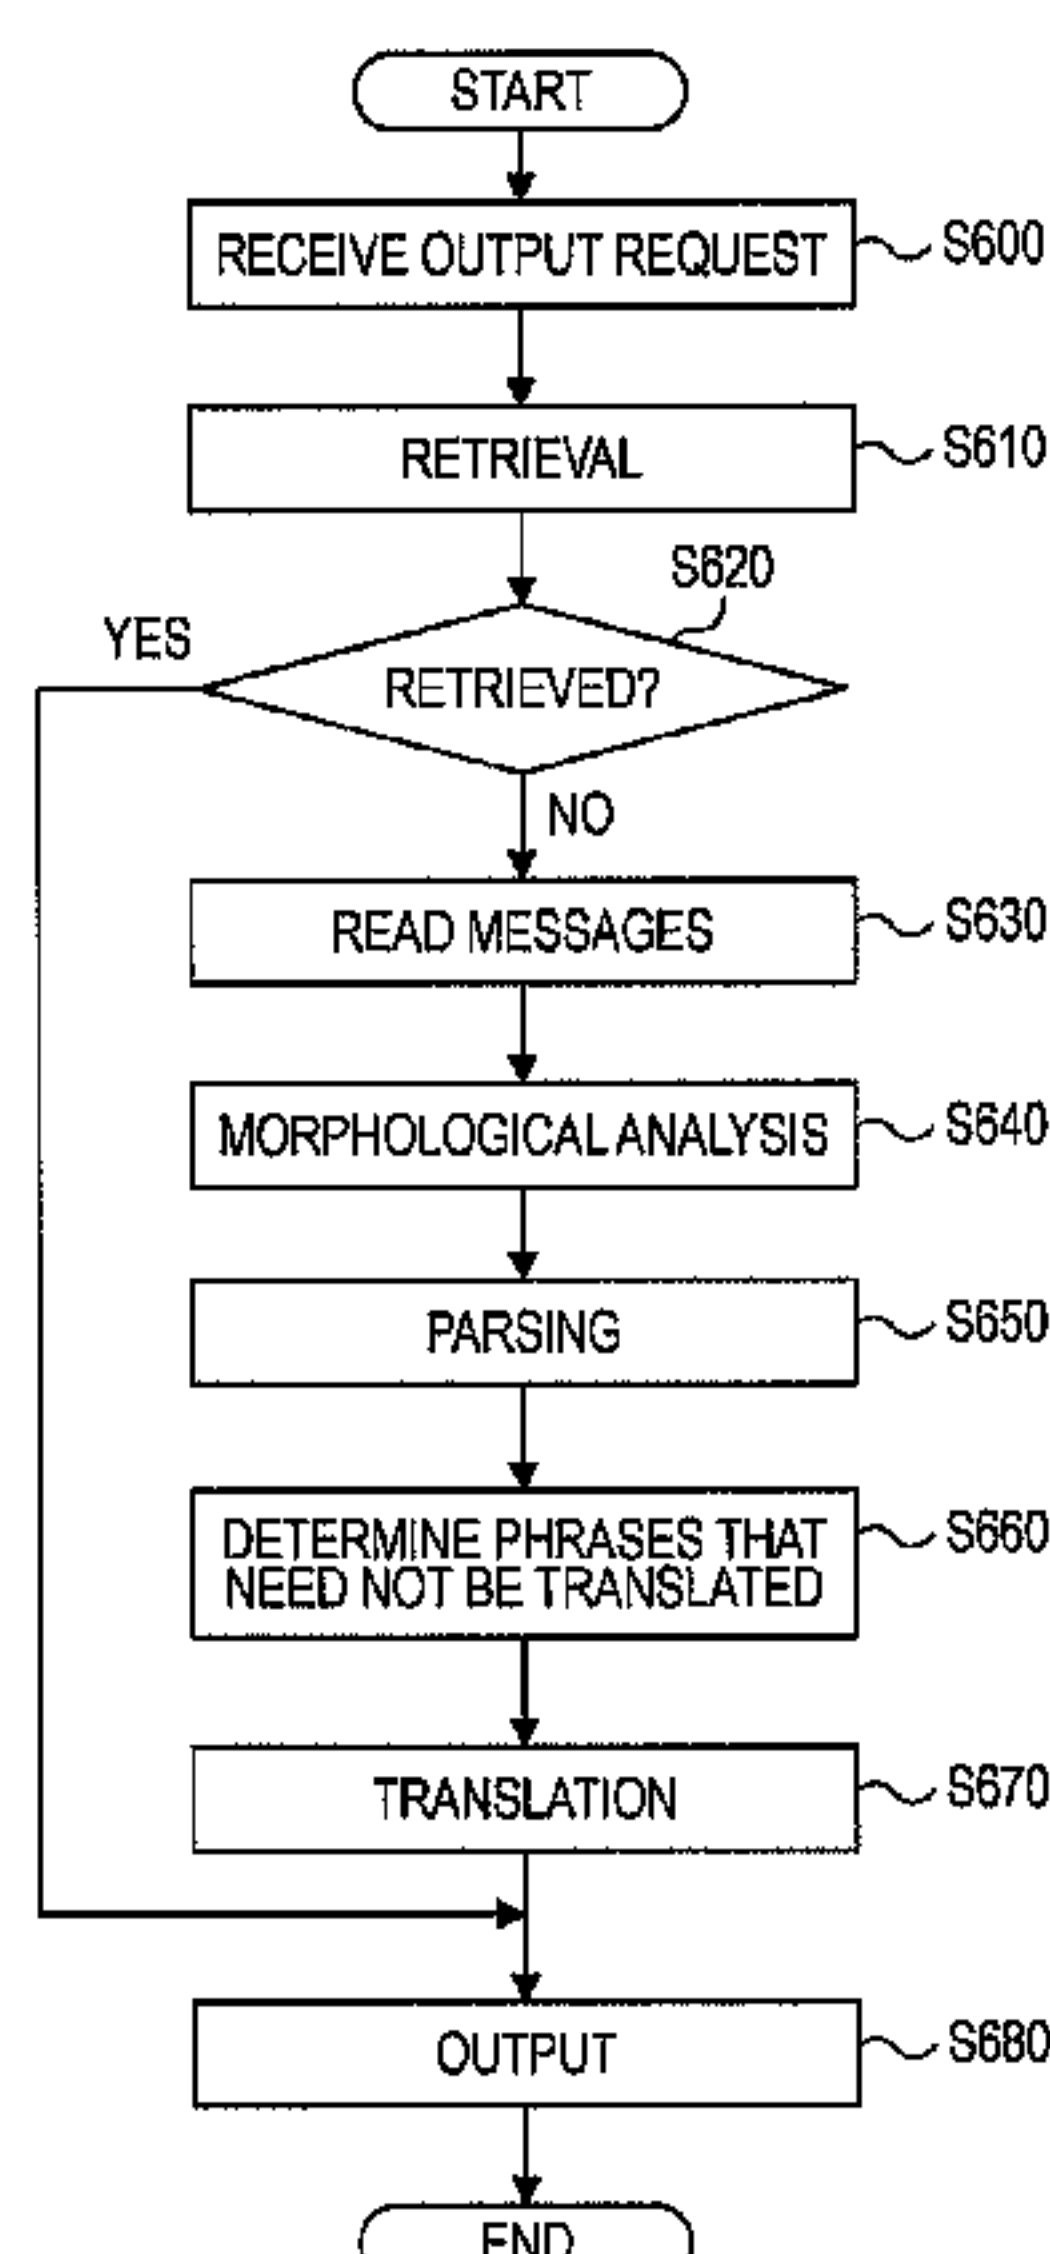 START
RECEIVE OUTPUT REQUEST
S600
RETRIEVAL
S610
S620
YES
RETRIEVED?
NO
READ MESSAGES
S630
MORPHOLOGICAL ANALYSIS
S640
PARSING
S650
DETERMINE PHRASES THAT
NEED NOT BE TRANSLATED
S660
TRANSLATION
S670
OUTPUT
S680
END